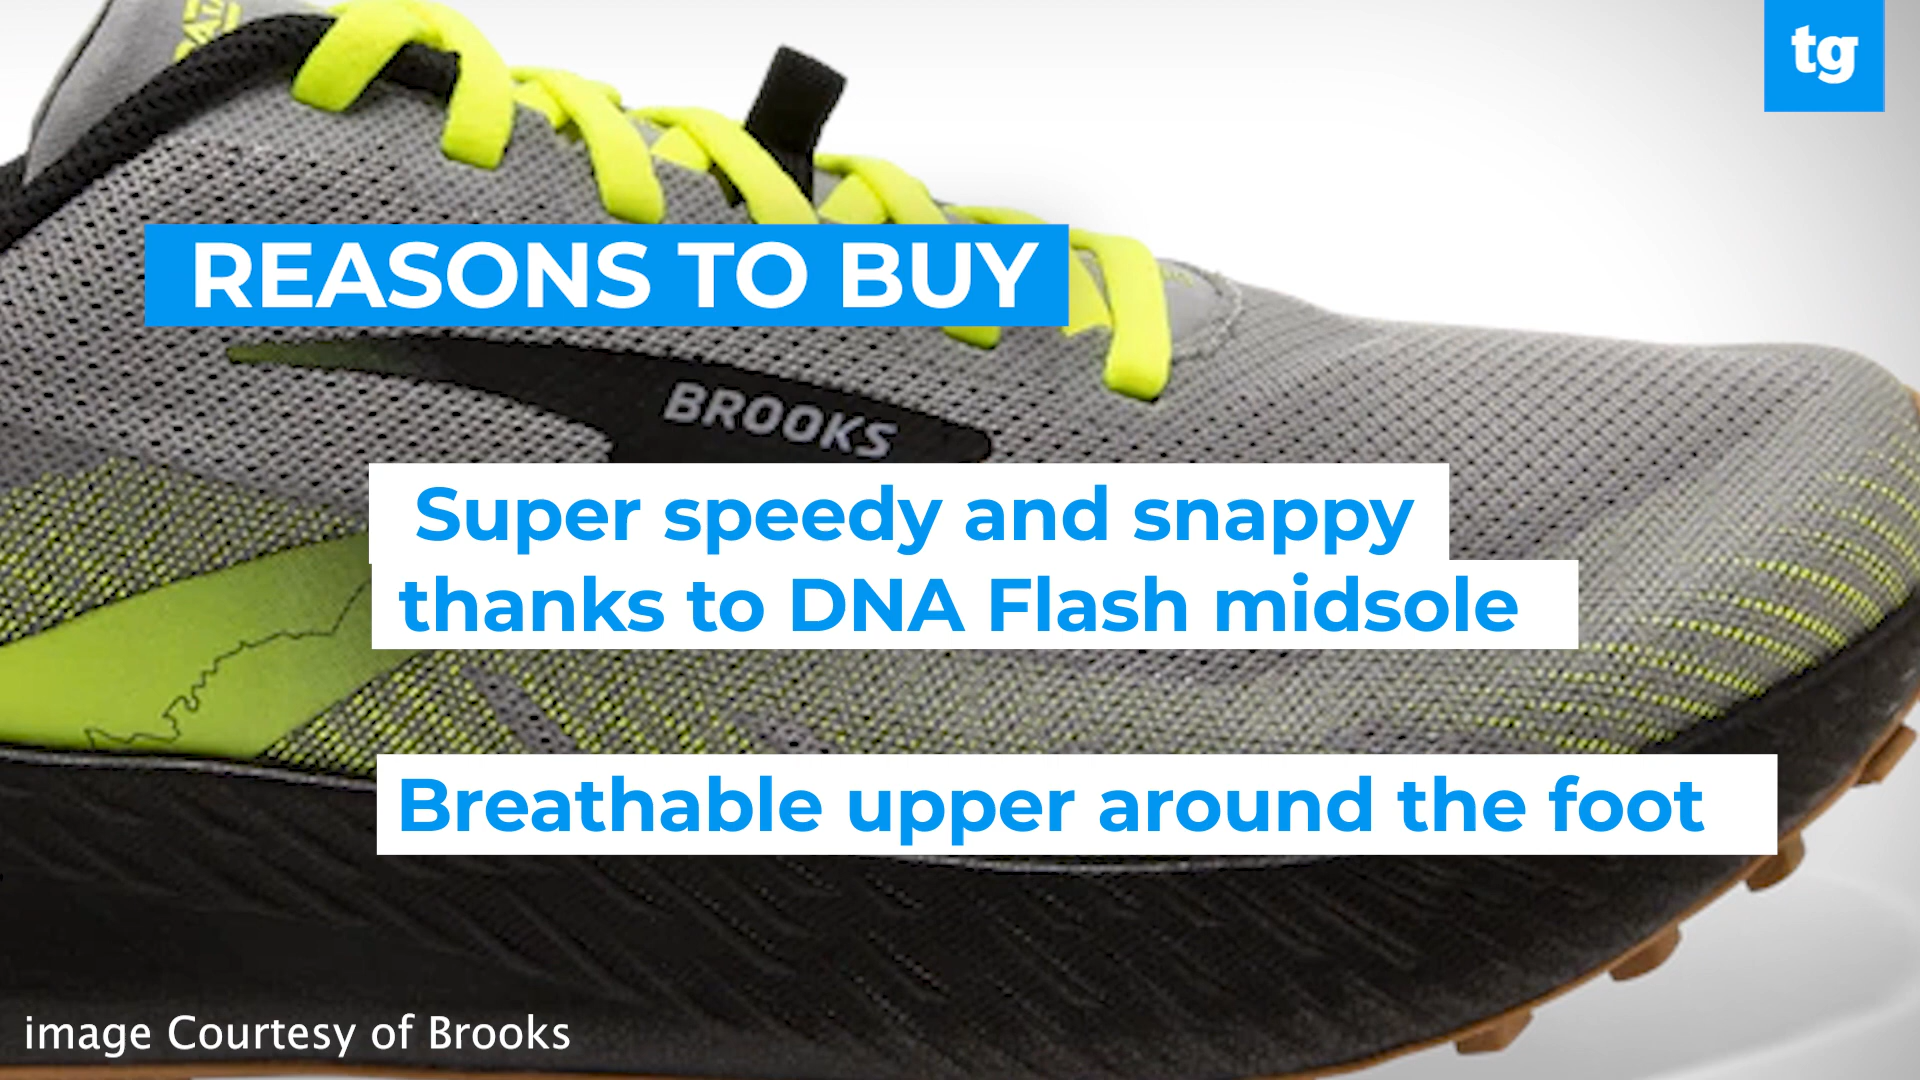 tg
REASONS TO BUY
BROOKS
Super speedy and snappy
thanks to DNA Flash midsole
Breathable upper around the foot
image Courtesy of Brooks